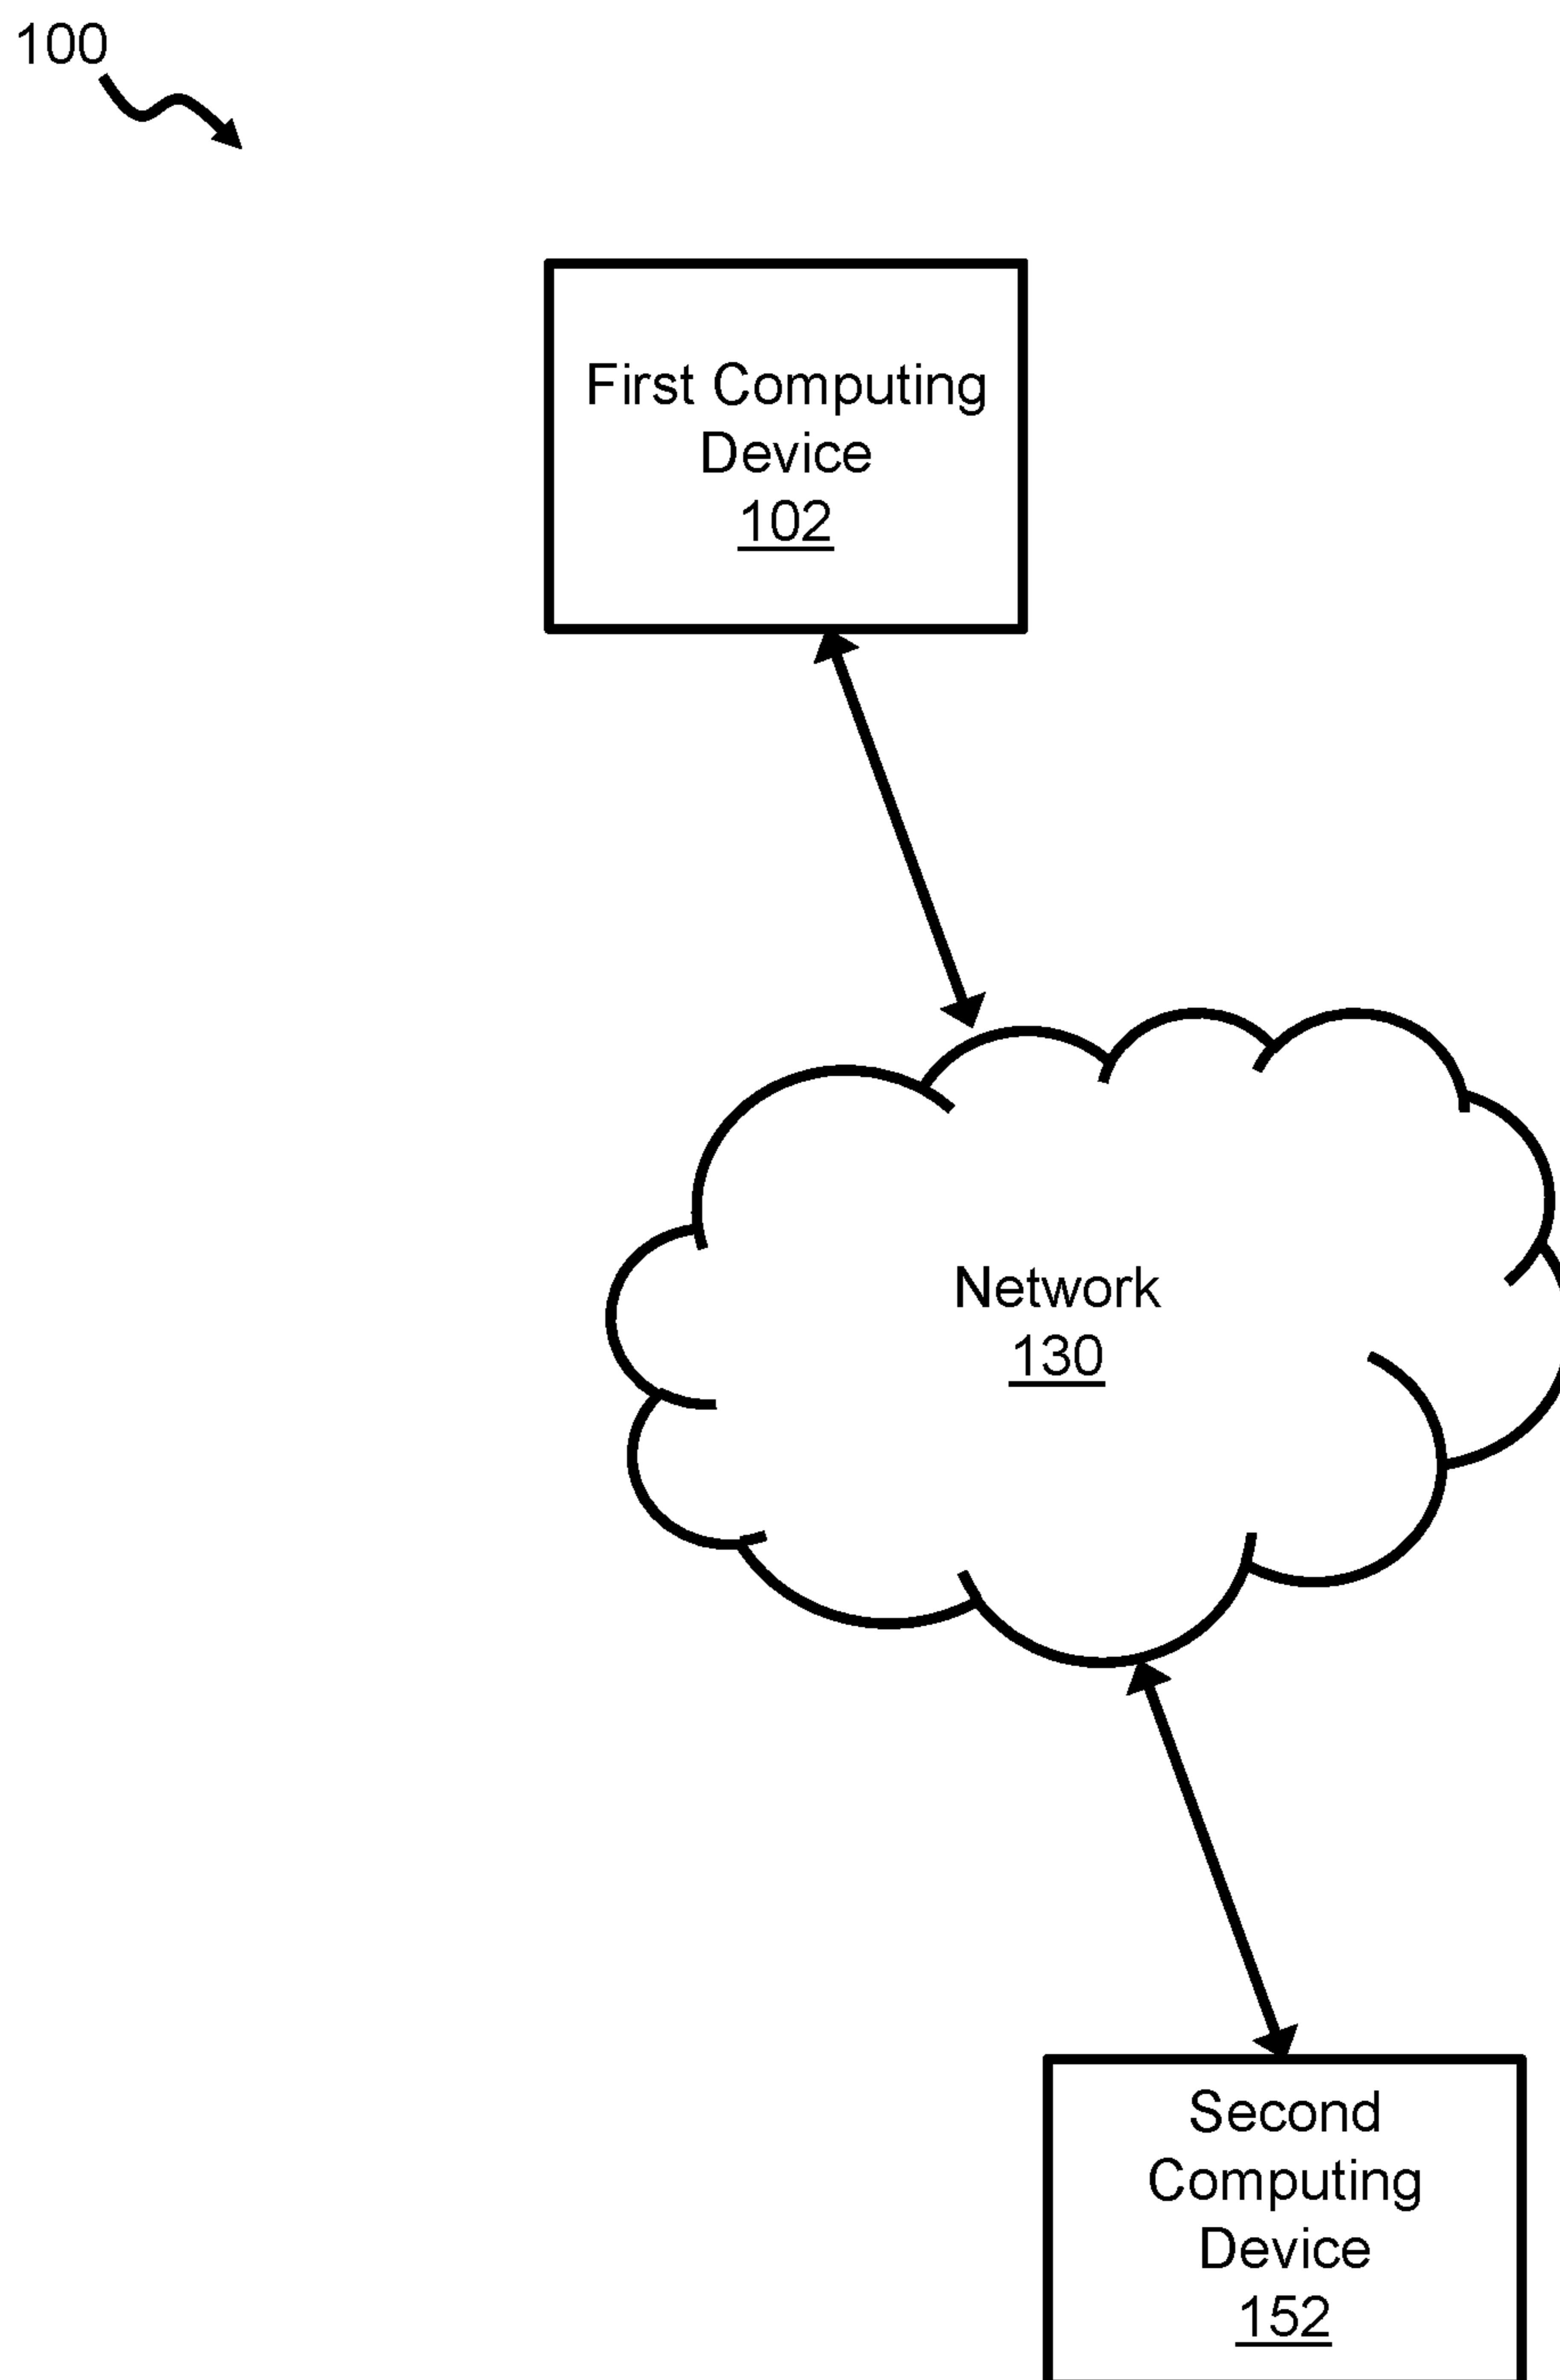 100
First Computing
Device
102
Network
130
Second
Computing
Device
152